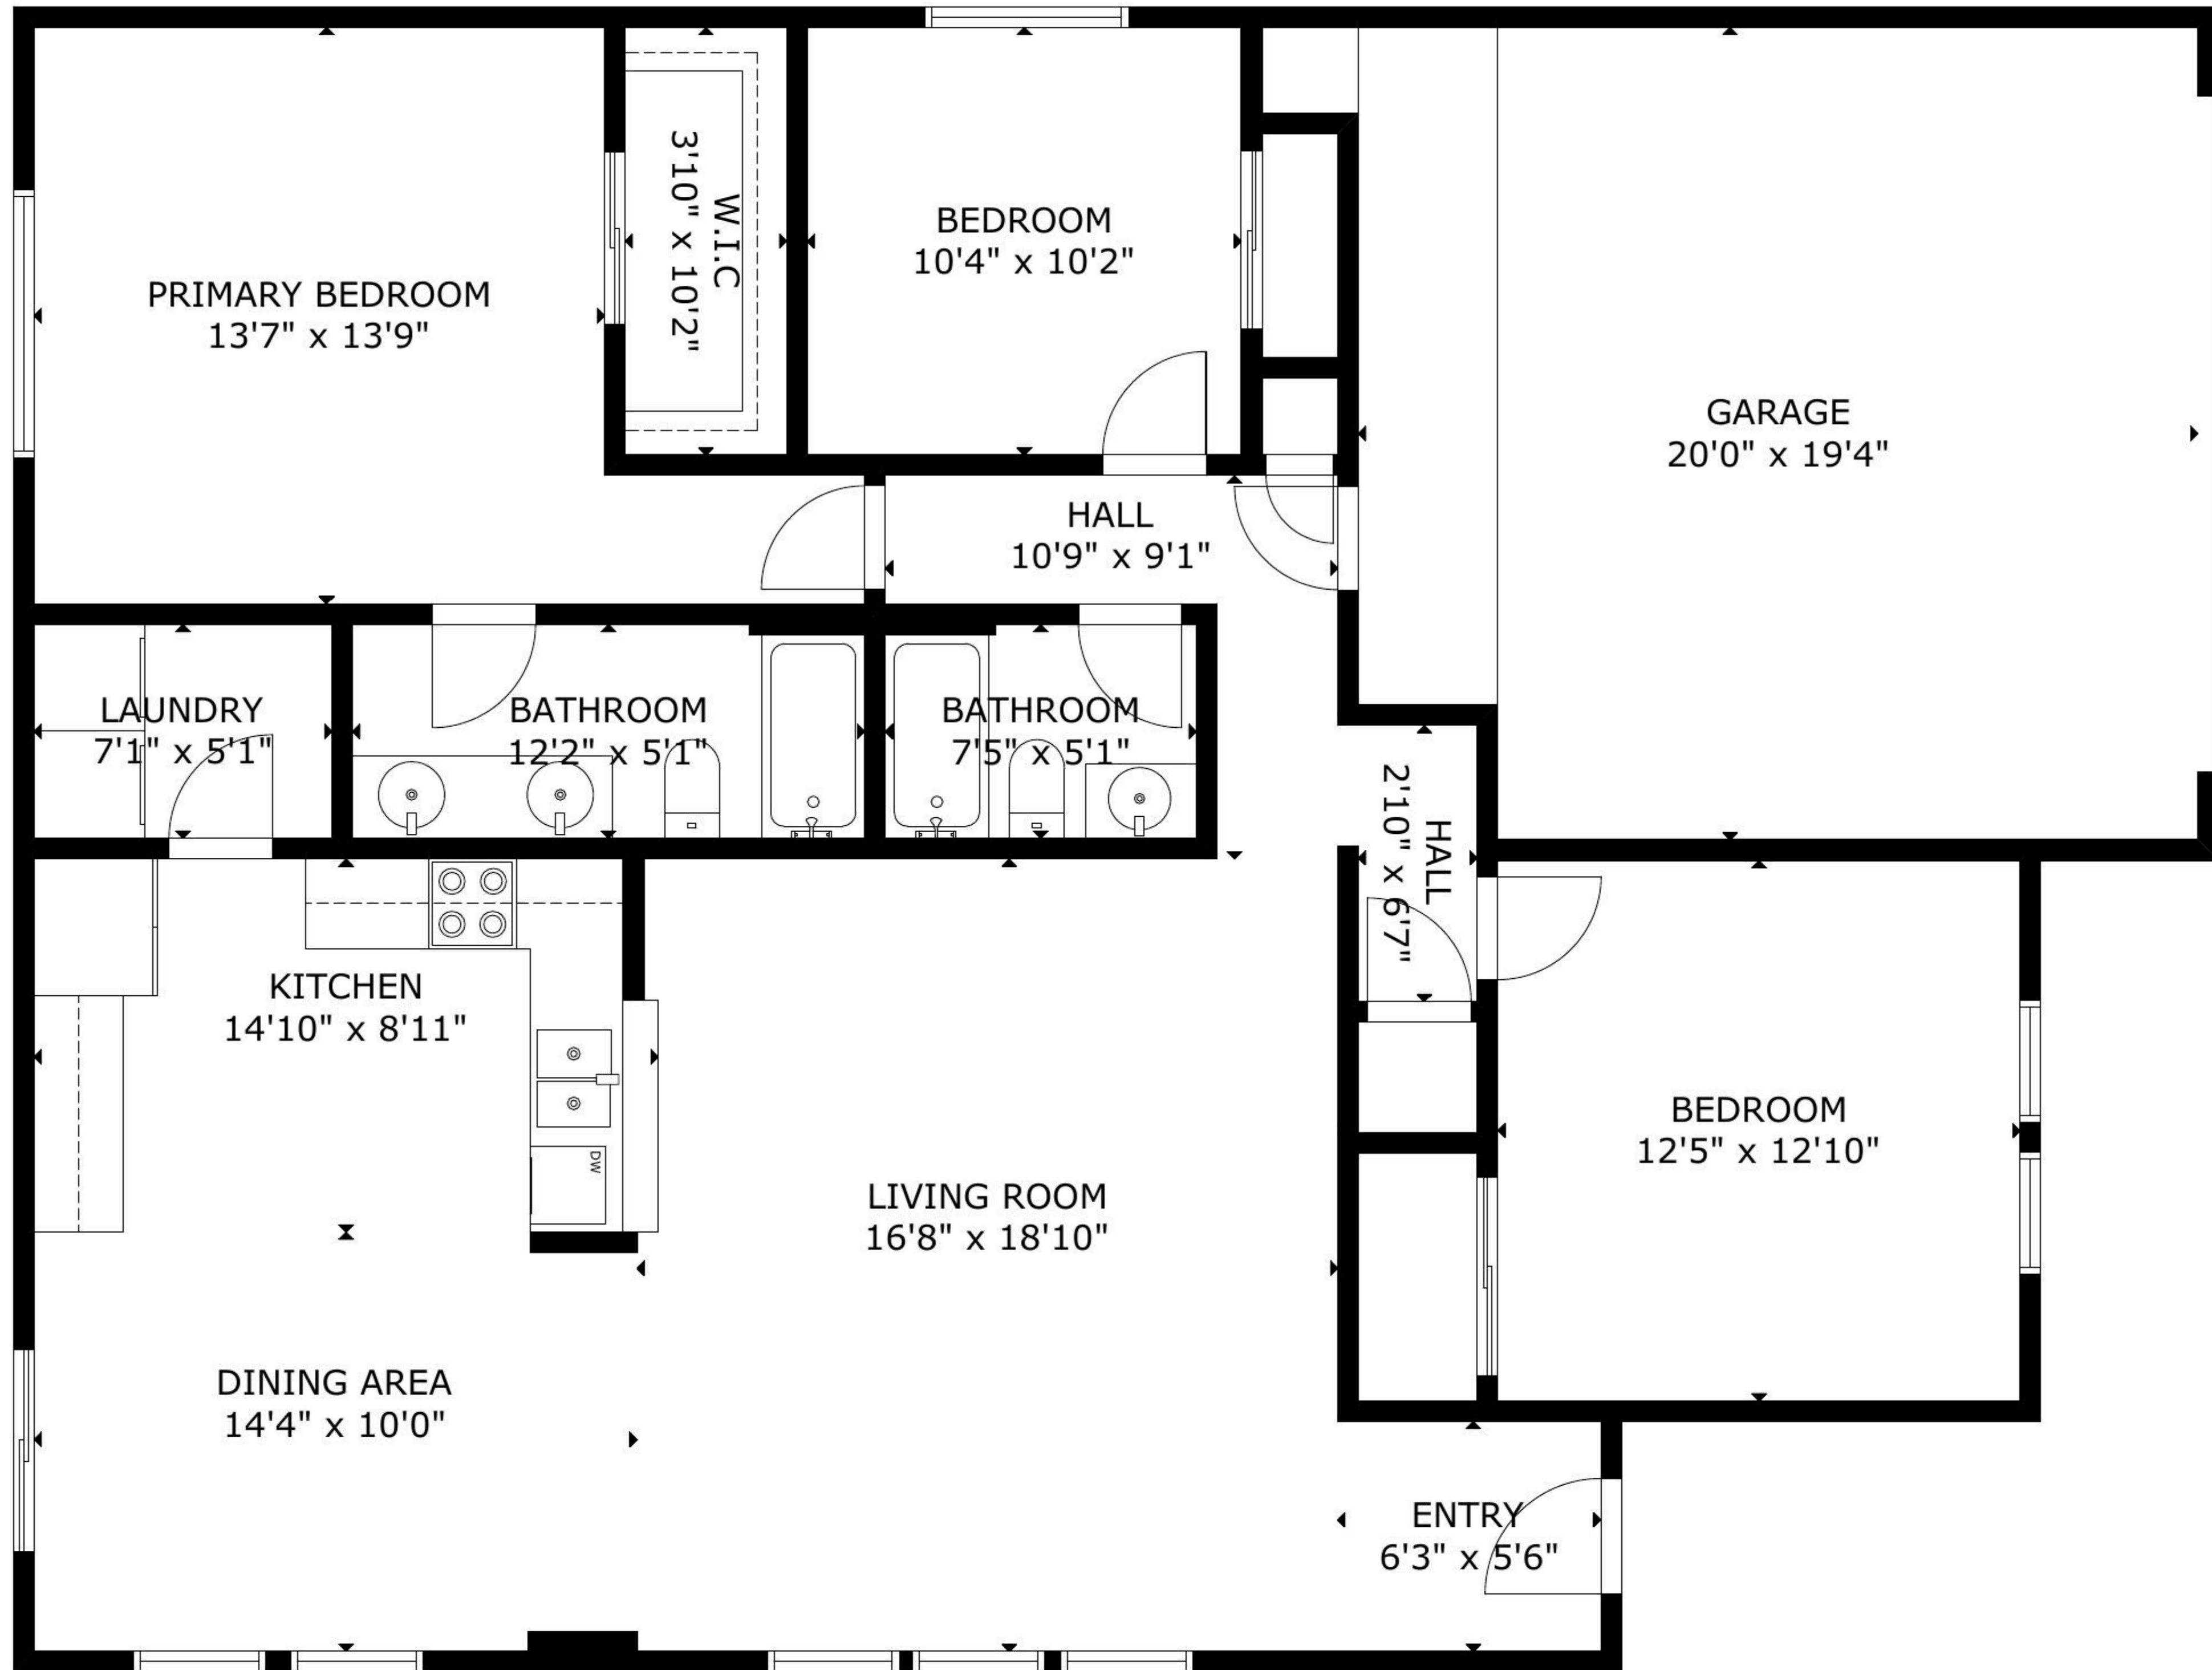 PRIMARY BEDROOM
13'7" x 13'9"
W.I.C
3'10" x 10'2"
BEDROOM
10'4" x 10'2"
GARAGE
20'0" x 19'4"
HALL
10'9" x 9'1"
LAUNDRY
7'1" x 5'1"
BATHROOM
12'2" x 5'1"
BATHROOM
7'5" x 5'1"
HALL
2'10" x 6'7"
KITCHEN
14'10" x 8'11"
DW
BEDROOM
12'5" x 12'10"
LIVING ROOM
16'8" x 18'10"
DINING AREA
14'4" x 10'0"
ENTRY
6'3" x 5'6"